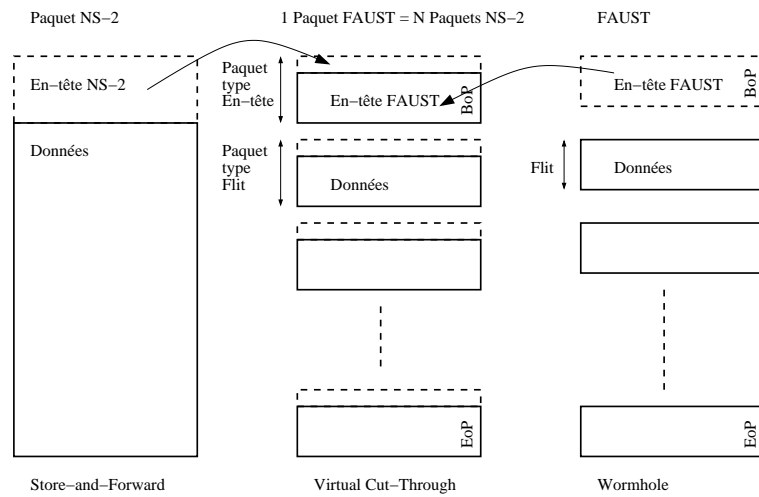 Paquet NS−2
1 Paquet FAUST = N Paquets NS−2
FAUST
En−tête NS−2
Données
Paquet
type
En−tête
En−tête FAUST
BoP
Paquet
type
Flit
Données
EoP
En−tête FAUST
BoP
Flit
Données
EoP
Store−and−Forward
Virtual Cut−Through
Wormhole